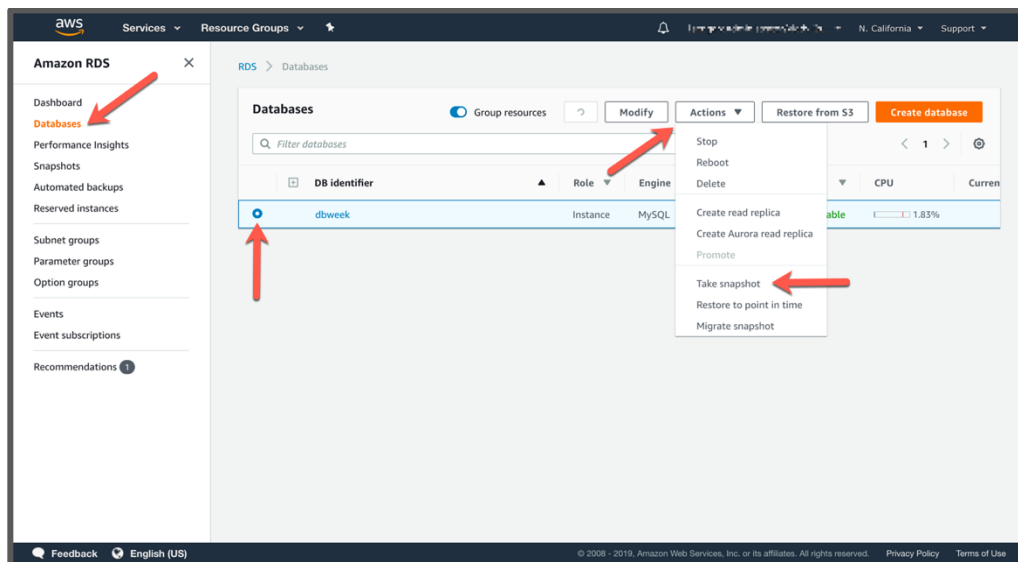 aws Services Resource Groups N. California Support
Amazon RDS
Dashboard
Databases
Performance Insights
Snapshots
Automated backups
Reserved instances
Subnet groups
Parameter groups
Option groups
Events
Event subscriptions
Recommendations 1
RDS > Databases
Databases Group resources Modify Actions Restore from S3 Create database
Filter databases 1
DB identifier Role Engine CPU Curren
dbweek Instance MySQL able 1.83%
Stop
Reboot
Delete
Create read replica
Create Aurora read replica
Promote
Take snapshot
Restore to point in time
Migrate snapshot
Feedback English (US) © 2008 - 2019, Amazon Web Services, Inc. or its affiliates. All rights reserved. Privacy Policy Terms of Use